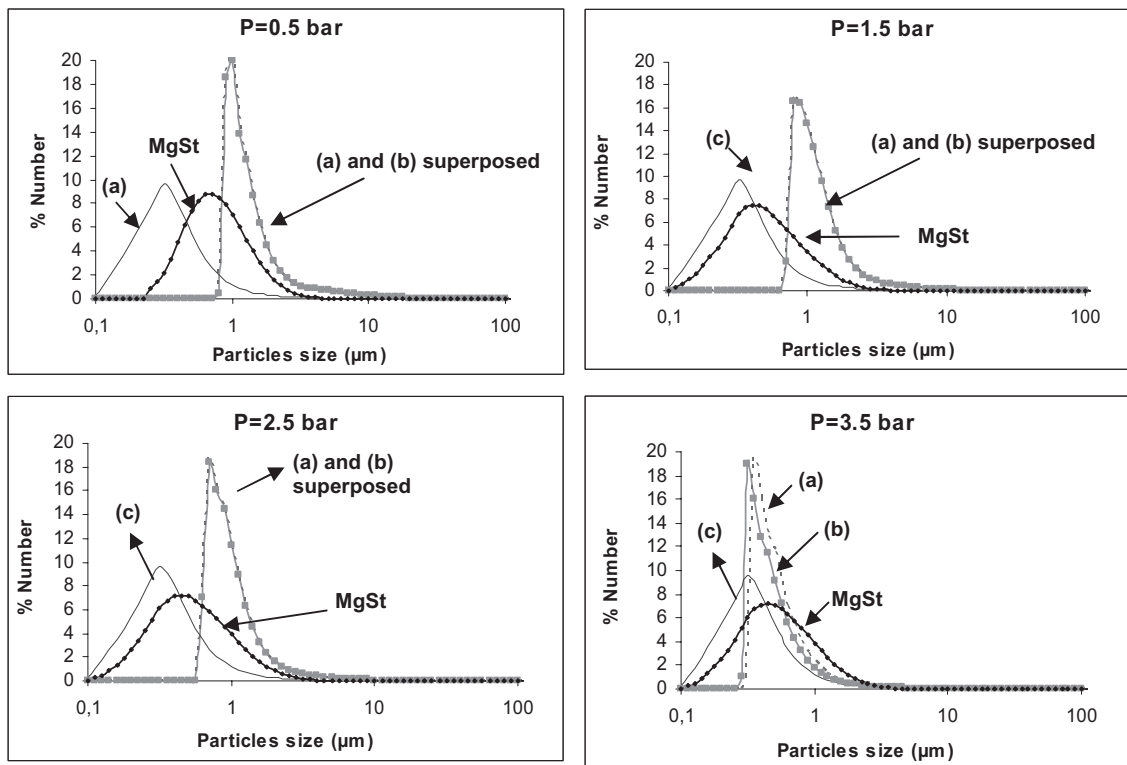 P=0.5 bar
20
18
16
14
12
10
8
6
4
2
0
% Number
(a)
MgSt
(a) and (b) superposed
0,1
1
10
100
Particles size (µm)
P=1.5 bar
20
18
16
14
12
10
8
6
4
2
0
% Number
(c)
(a) and (b) superposed
MgSt
0,1
1
10
100
Particles size (µm)
P=2.5 bar
20
18
16
14
12
10
8
6
4
2
0
% Number
(c)
(a) and (b)
superposed
MgSt
0,1
1
10
100
Particles size (µm)
P=3.5 bar
20
18
16
14
12
10
8
6
4
2
0
% Number
(c)
(a)
(b)
MgSt
0,1
1
10
100
Particles size (µm)